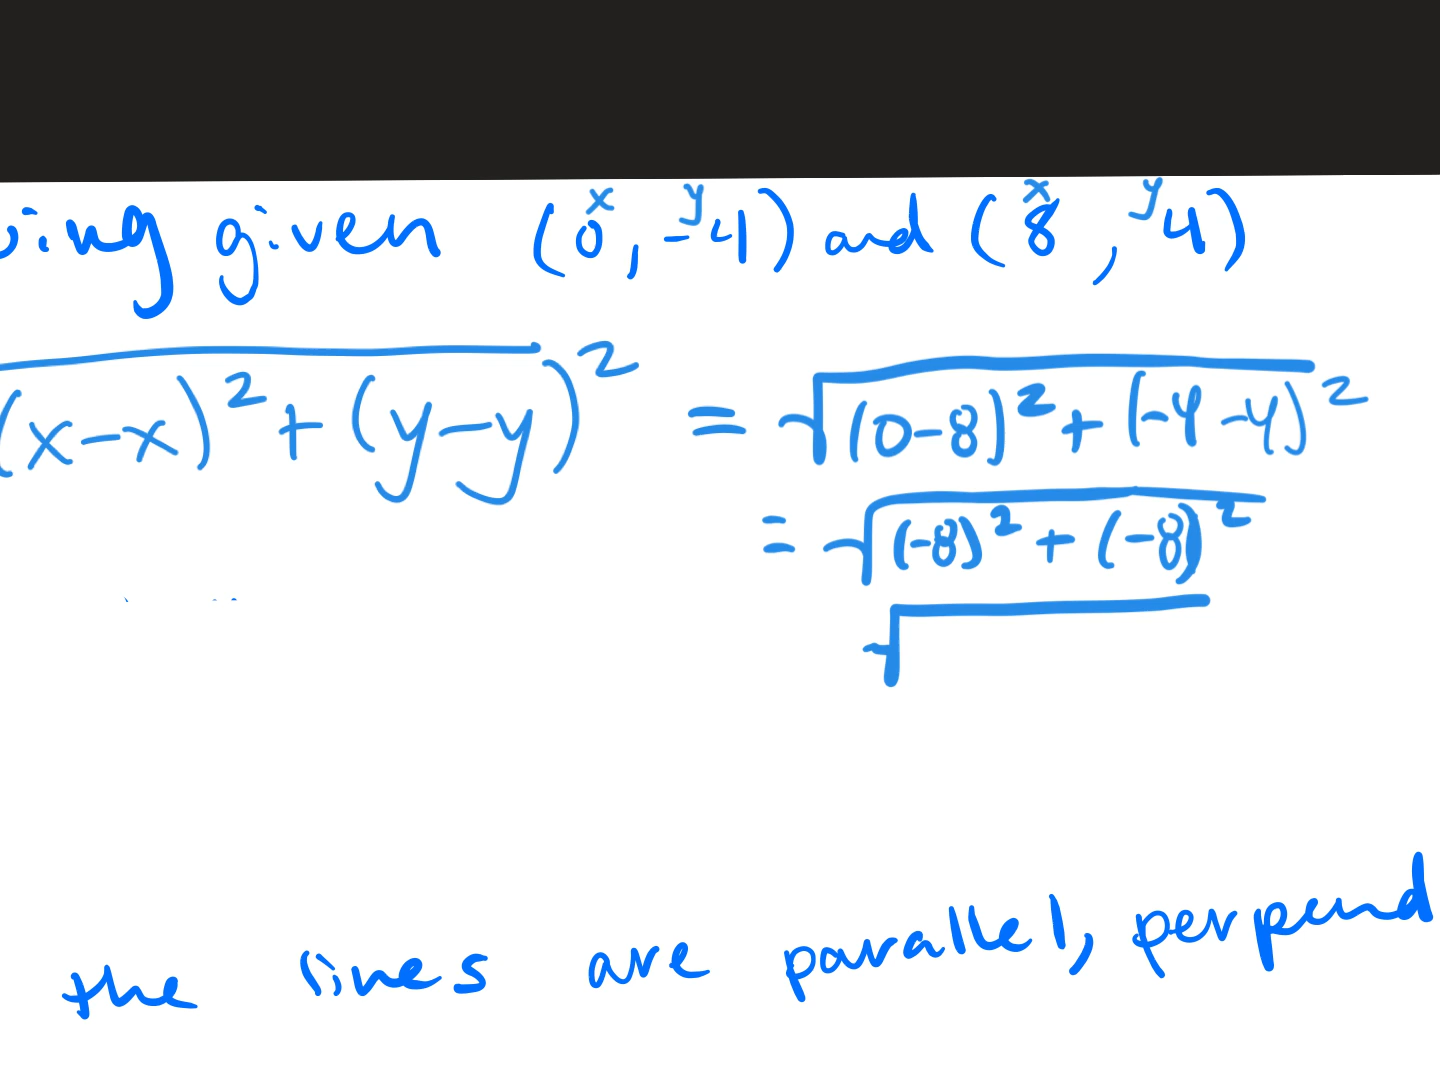 given (0, -4) and (8, 4)
x y x y
(x-x)² + (y-y)² = √(0-8)² + (-4-4)²
= √(-8)² + (-8)²
√
the lines are parallel, perpend